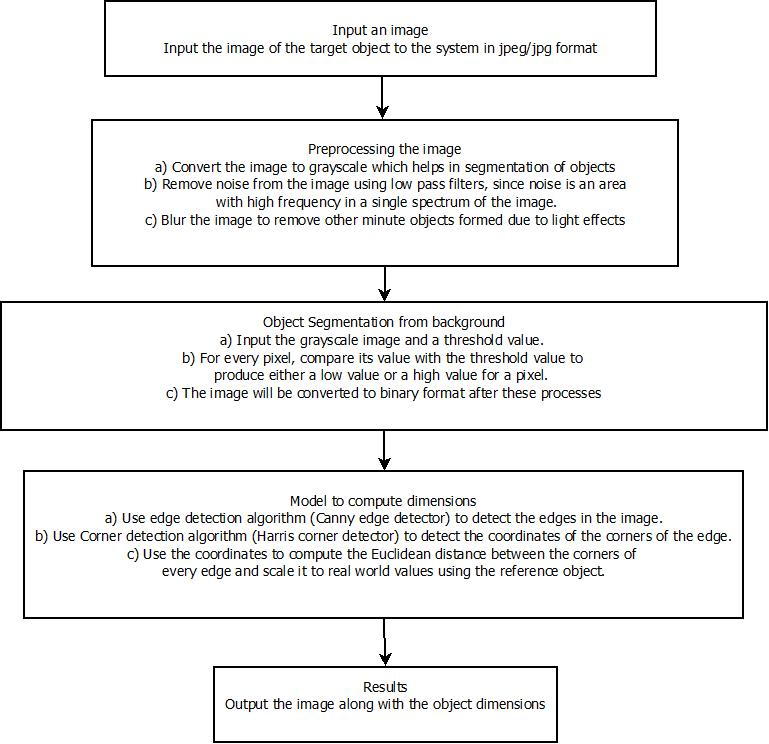 Input an image
Input the image of the target object to the system in jpeg/jpg format
Preprocessing the image
a) Convert the image to grayscale which helps in segmentation of objects
b) Remove noise from the image using low pass filters, since noise is an area
with high frequency in a single spectrum of the image.
c) Blur the image to remove other minute objects formed due to light effects
Object Segmentation from background
a) Input the grayscale image and a threshold value.
b) For every pixel, compare its value with the threshold value to
produce either a low value or a high value for a pixel.
c) The image will be converted to binary format after these processes
Model to compute dimensions
a) Use edge detection algorithm (Canny edge detector) to detect the edges in the image.
b) Use Corner detection algorithm (Harris corner detector) to detect the coordinates of the corners of the edge.
c) Use the coordinates to compute the Euclidean distance between the corners of
every edge and scale it to real world values using the reference object.
Results
Output the image along with the object dimensions